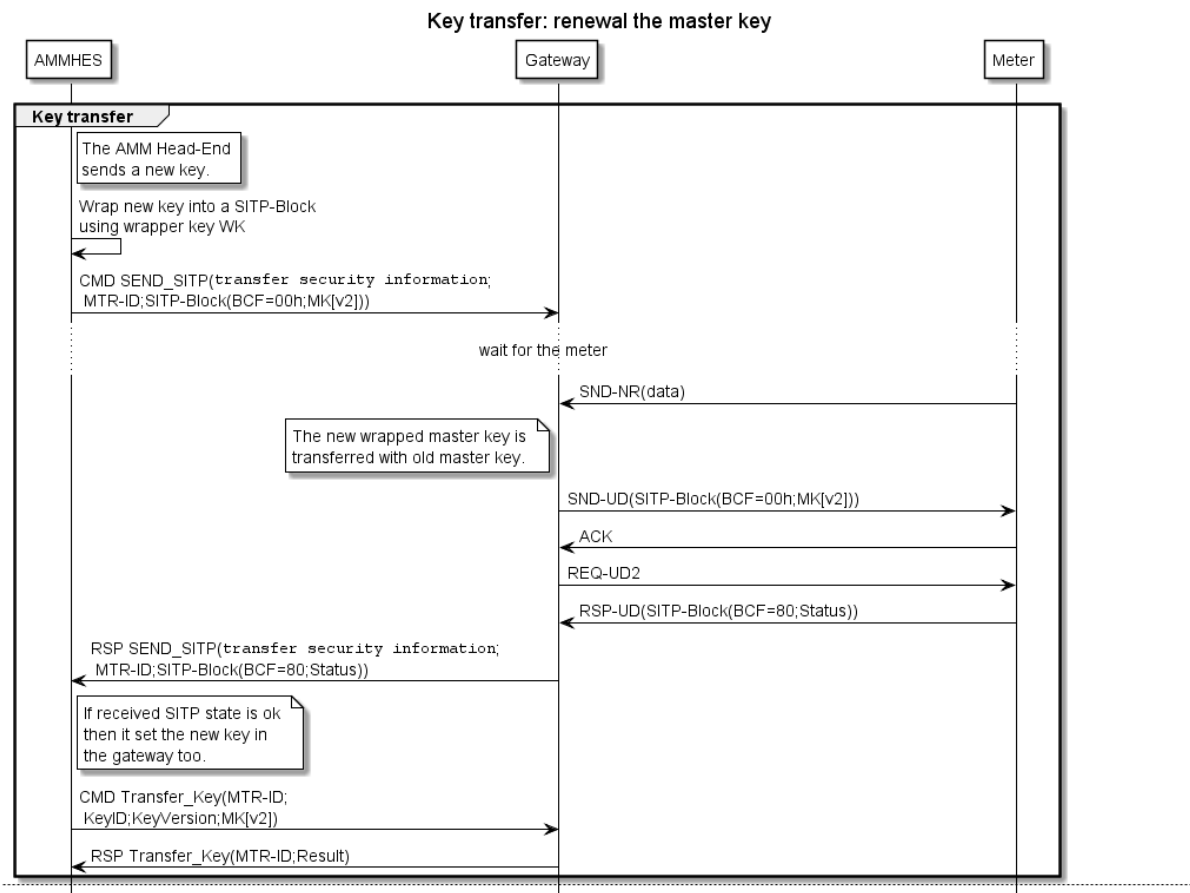 Key transfer: renewal the master key
AMMHES
Gateway
Meter
Key transfer
The AMM Head-End
sends a new key.
Wrap new key into a SITP-Block
using wrapper key WK
CMD SEND_SITP(transfer security information;
MTR-ID;SITP-Block(BCF=00h;MK[v2]))
wait for the meter
SND-NR(data)
The new wrapped master key is
transferred with old master key.
SND-UD(SITP-Block(BCF=00h;MK[v2]))
ACK
REQ-UD2
RSP-UD(SITP-Block(BCF=80;Status))
RSP SEND_SITP(transfer security information;
MTR-ID;SITP-Block(BCF=80;Status))
If received SITP state is ok
then it set the new key in
the gateway too.
CMD Transfer_Key(MTR-ID;
KeyID;KeyVersion;MK[v2])
RSP Transfer_Key(MTR-ID;Result)